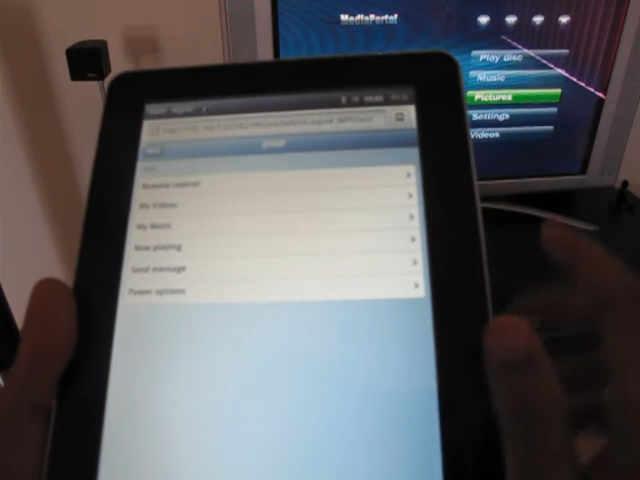 MediaPortal
Play disc
Music
Pictures
Settings
Videos
Remote control
My Videos
My Music
Now playing
Send message
Power options